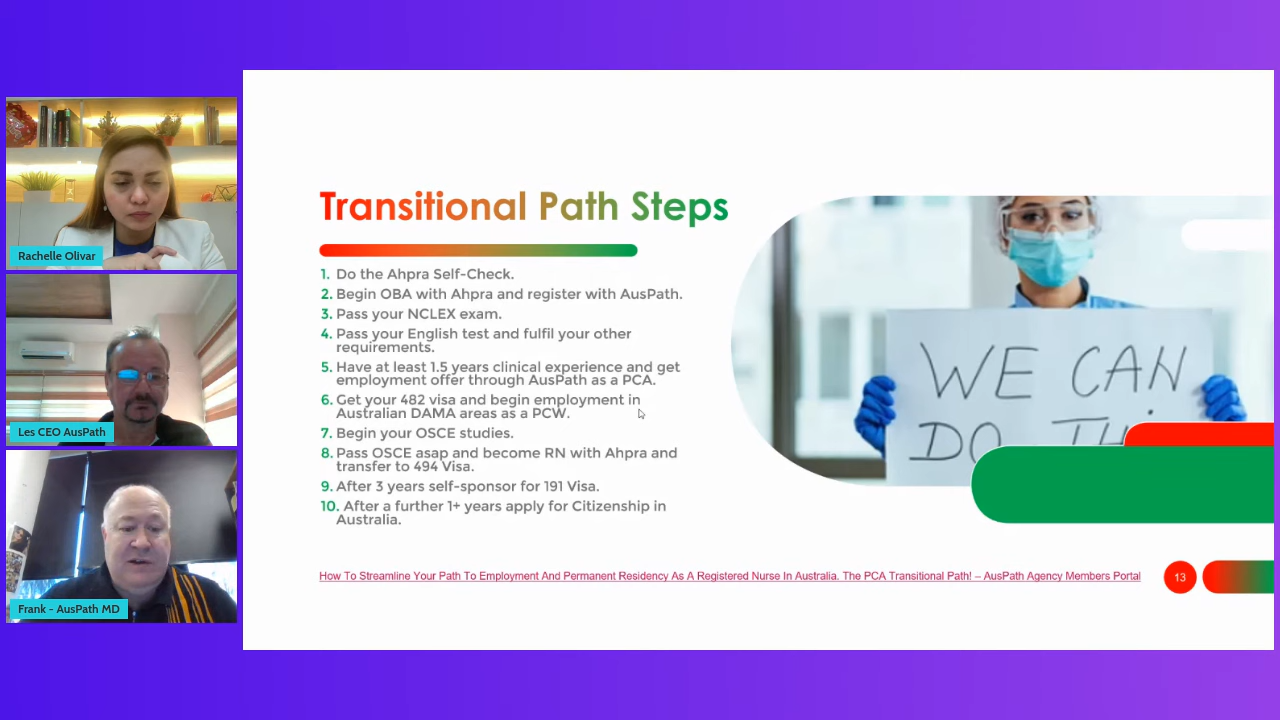 Rachelle Olivar
Les CEO AusPath
Frank - AusPath MD
Transitional Path Steps
1. Do the Ahpra Self-Check.
2. Begin OBA with Ahpra and register with AusPath.
3. Pass your NCLEX exam.
4. Pass your English test and fulfil your other
requirements.
5. Have at least 1.5 years clinical experience and get
employment offer through AusPath as a PCA.
6. Get your 482 visa and begin employment in
Australian DAMA areas as a PCW.
7. Begin your OSCE studies.
8. Pass OSCE asap and become RN with Ahpra and
transfer to 494 Visa.
9. After 3 years self-sponsor for 191 Visa.
10. After a further 1+ years apply for Citizenship in
Australia.
WE CAN
DO
How To Streamline Your Path To Employment And Permanent Residency As A Registered Nurse In Australia. The PCA Transitional Path! – AusPath Agency Members Portal
13